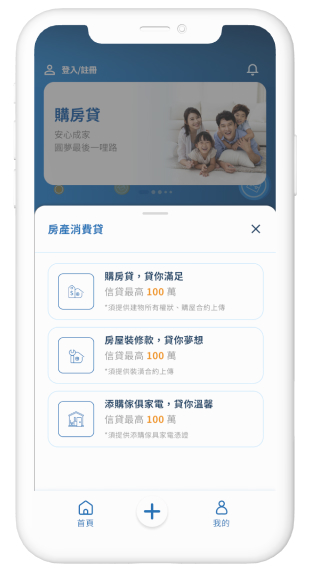 登入/註冊
購房貸
安心成家
圓夢最後一哩路
房產消費貸
購房貸，貸你滿足
信貸最高 100 萬
*須提供建物所有權狀、購屋合約上傳
房屋裝修款，貸你夢想
信貸最高 100 萬
*須提供裝潢合約上傳
添購傢俱家電，貸你溫馨
信貸最高 100 萬
*須提供添購傢具家電憑證
首頁
我的